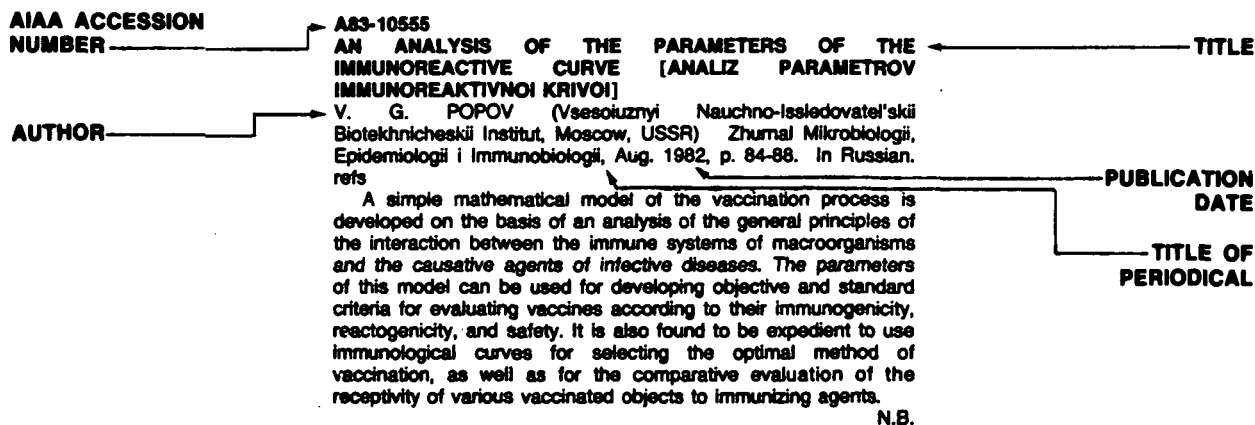 AIAA ACCESSION
NUMBER
A83-10555
AN ANALYSIS OF THE PARAMETERS OF THE
IMMUNOREACTIVE CURVE [ANALIZ PARAMETROV
IMMUNOREAKTIVNOI KRIVOI]
TITLE
AUTHOR
V. G. POPOV (Vsesoiuznyi Nauchno-Issledovatel'skii
Biotekhnicheskii Institut, Moscow, USSR) Zhurnal Mikrobiologii,
Epidemiologii i Immunobiologii, Aug. 1982, p. 84-88. In Russian.
refs
PUBLICATION
DATE
TITLE OF
PERIODICAL
A simple mathematical model of the vaccination process is
developed on the basis of an analysis of the general principles of
the interaction between the immune systems of macroorganisms
and the causative agents of infective diseases. The parameters
of this model can be used for developing objective and standard
criteria for evaluating vaccines according to their immunogenicity,
reactogenicity, and safety. It is also found to be expedient to use
immunological curves for selecting the optimal method of
vaccination, as well as for the comparative evaluation of the
receptivity of various vaccinated objects to immunizing agents.
N.B.